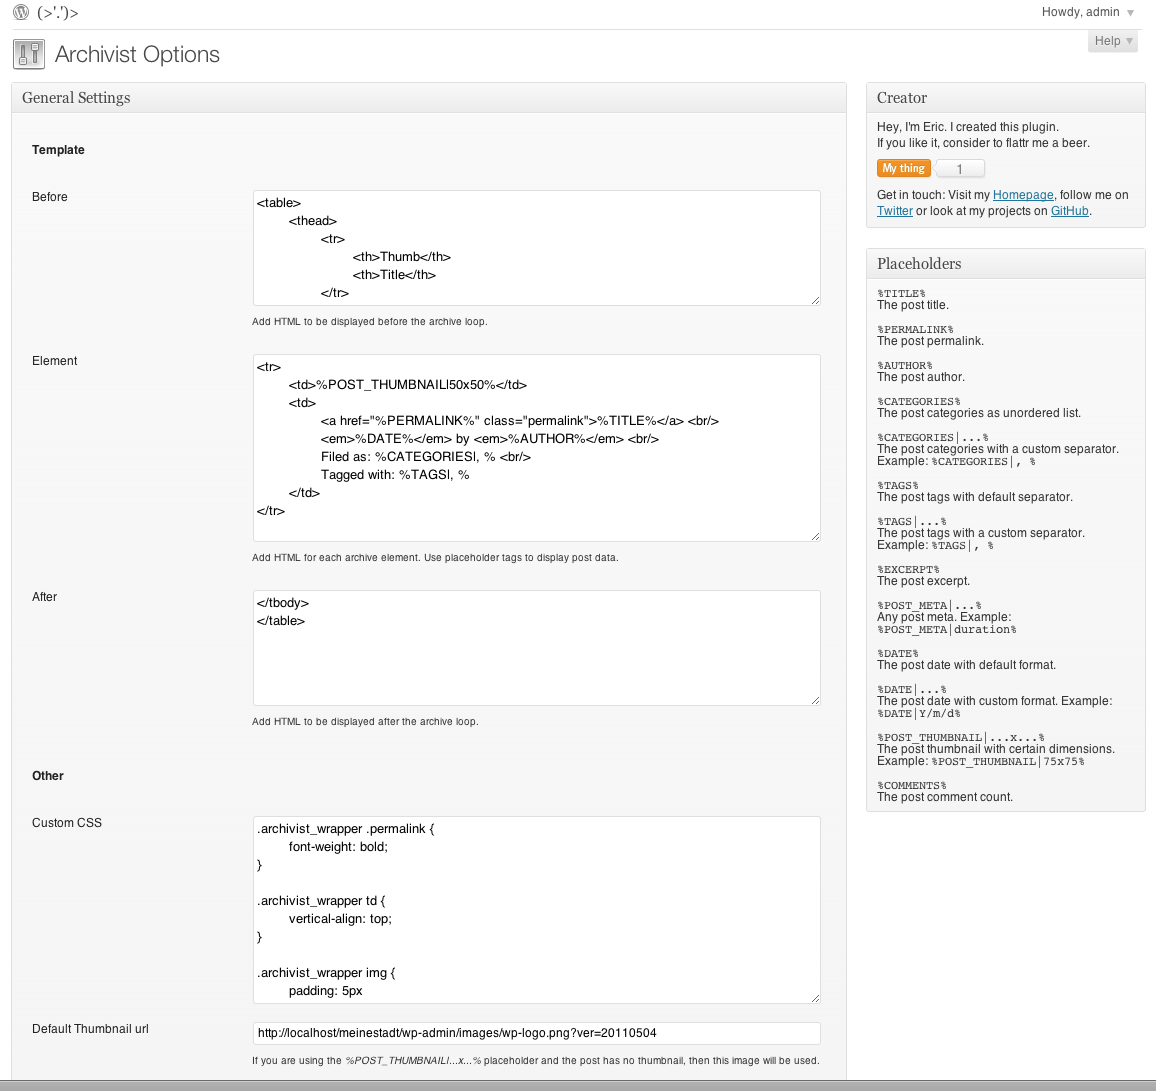 (>'.')>
Howdy, admin
Help
Archivist Options
General Settings
Template
Before
<table>
<thead>
<tr>
<th>Thumb</th>
<th>Title</th>
</tr>
Add HTML to be displayed before the archive loop.
Element
<tr>
<td>%POST_THUMBNAIL|50x50%</td>
<td>
<a href="%PERMALINK%" class="permalink">%TITLE%</a> <br/>
<em>%DATE%</em> by <em>%AUTHOR%</em> <br/>
Filed as: %CATEGORIES|, % <br/>
Tagged with: %TAGS|, %
</td>
</tr>
Add HTML for each archive element. Use placeholder tags to display post data.
After
</tbody>
</table>
Add HTML to be displayed after the archive loop.
Other
Custom CSS
.archivist_wrapper .permalink {
font-weight: bold;
}
.archivist_wrapper td {
vertical-align: top;
}
.archivist_wrapper img {
padding: 5px
Default Thumbnail url
http://localhost/meinestadt/wp-admin/images/wp-logo.png?ver=20110504
If you are using the %POST_THUMBNAIL|...x...% placeholder and the post has no thumbnail, then this image will be used.
Creator
Hey, I'm Eric. I created this plugin.
If you like it, consider to flattr me a beer.
My thing 1
Get in touch: Visit my Homepage, follow me on
Twitter or look at my projects on GitHub.
Placeholders
%TITLE%
The post title.
%PERMALINK%
The post permalink.
%AUTHOR%
The post author.
%CATEGORIES%
The post categories as unordered list.
%CATEGORIES|...%
The post categories with a custom separator.
Example: %CATEGORIES|, %
%TAGS%
The post tags with default separator.
%TAGS|...%
The post tags with a custom separator.
Example: %TAGS|, %
%EXCERPT%
The post excerpt.
%POST_META|...%
Any post meta. Example:
%POST_META|duration%
%DATE%
The post date with default format.
%DATE|...%
The post date with custom format. Example:
%DATE|Y/m/d%
%POST_THUMBNAIL|...x...%
The post thumbnail with certain dimensions.
Example: %POST_THUMBNAIL|75x75%
%COMMENTS%
The post comment count.